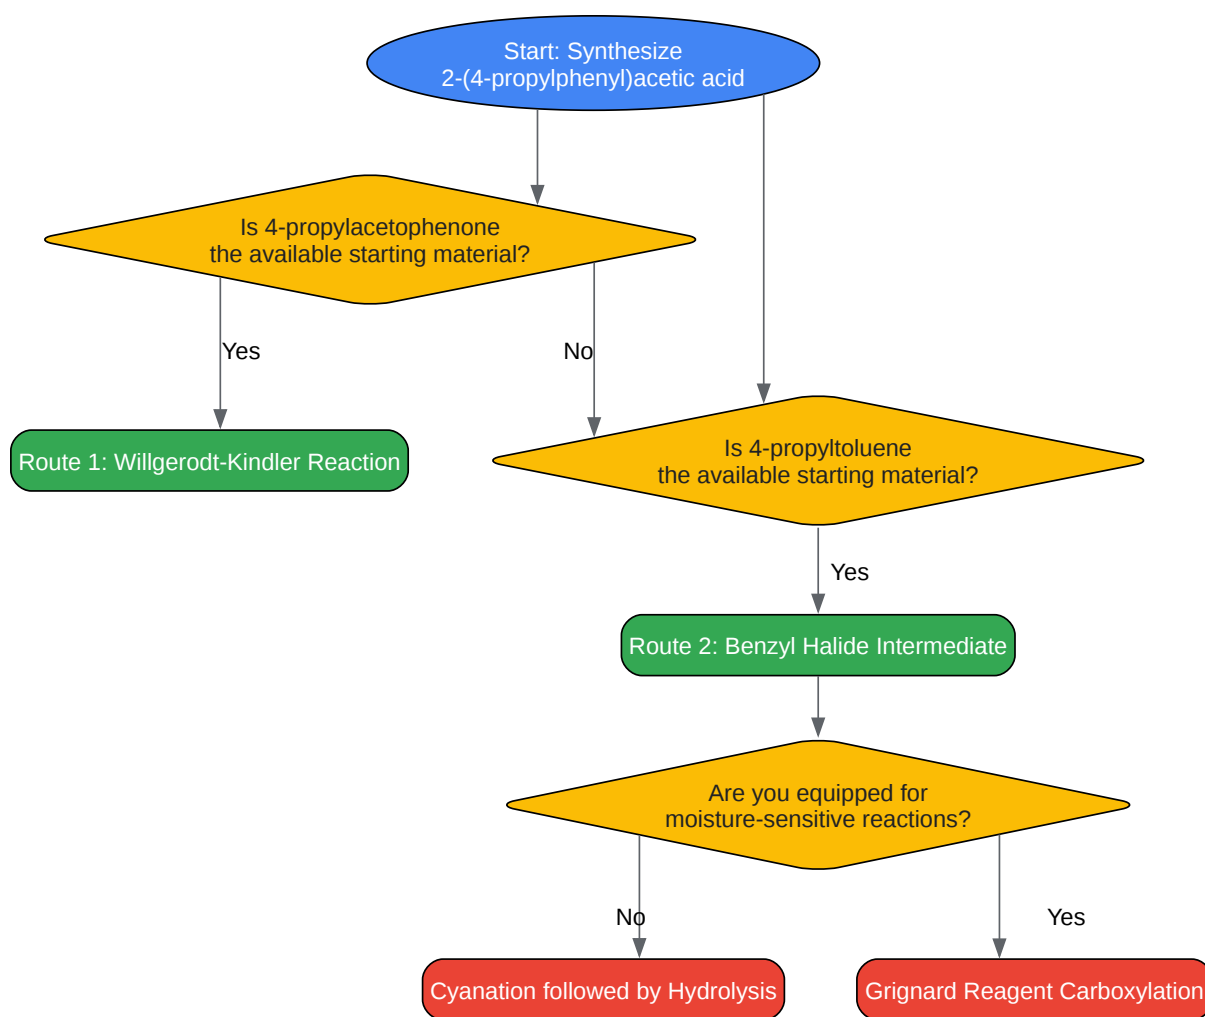 Start: Synthesize
2-(4-propylphenyl)acetic acid
Is 4-propylacetophenone
the available starting material?
Yes
No
Route 1: Willgerodt-Kindler Reaction
Is 4-propyltoluene
the available starting material?
Yes
Route 2: Benzyl Halide Intermediate
Are you equipped for
moisture-sensitive reactions?
No
Yes
Cyanation followed by Hydrolysis
Grignard Reagent Carboxylation